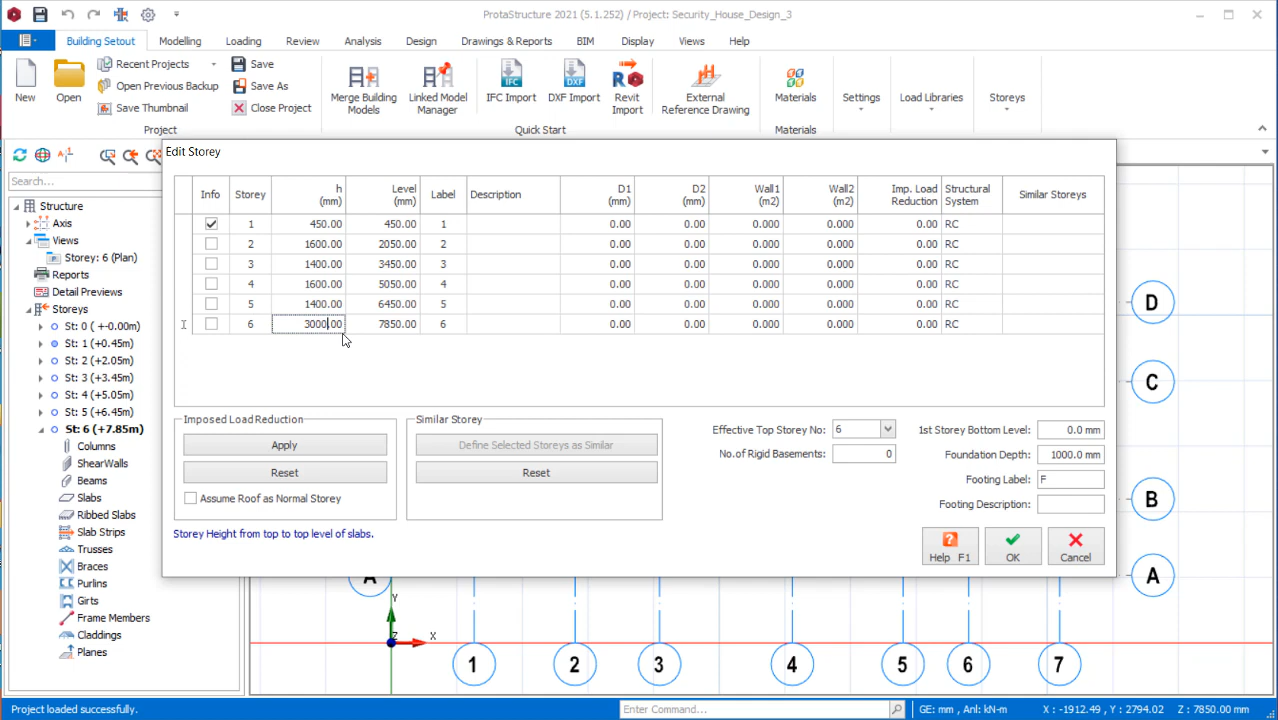 ProtaStructure 2021 (5.1.252) / Project: Security_House_Design_3
Building Setout Modelling Loading Review Analysis Design Drawings & Reports BIM Display Views Help
New
Open
Recent Projects
Open Previous Backup
Save Thumbnail
Save
Save As
Close Project
Project
Merge Building
Models
Linked Model
Manager
IFC Import
DXF Import
Revit
Import
External
Reference Drawing
Quick Start
Materials
Materials
Settings
Load Libraries
Storeys
Search...
Structure
Axis
Views
Storey: 6 (Plan)
Reports
Detail Previews
Storeys
St: 0 ( +-0.00m)
St: 1 (+0.45m)
St: 2 (+2.05m)
St: 3 (+3.45m)
St: 4 (+5.05m)
St: 5 (+6.45m)
St: 6 (+7.85m)
Columns
ShearWalls
Beams
Slabs
Ribbed Slabs
Slab Strips
Trusses
Braces
Purlins
Girts
Frame Members
Claddings
Planes
Edit Storey
Info Storey h (mm) Level (mm) Label Description D1 (mm) D2 (mm) Wall1 (m2) Wall2 (m2) Imp. Load Reduction Structural System Similar Storeys
1 450.00 450.00 1 0.00 0.00 0.000 0.000 0.00 RC
2 1600.00 2050.00 2 0.00 0.00 0.000 0.000 0.00 RC
3 1400.00 3450.00 3 0.00 0.00 0.000 0.000 0.00 RC
4 1600.00 5050.00 4 0.00 0.00 0.000 0.000 0.00 RC
5 1400.00 6450.00 5 0.00 0.00 0.000 0.000 0.00 RC
6 3000.00 7850.00 6 0.00 0.00 0.000 0.000 0.00 RC
Imposed Load Reduction
Apply
Reset
Assume Roof as Normal Storey
Similar Storey
Define Selected Storeys as Similar
Reset
Effective Top Storey No: 6
No.of Rigid Basements: 0
1st Storey Bottom Level: 0.0 mm
Foundation Depth: 1000.0 mm
Footing Label: F
Footing Description:
Storey Height from top to top level of slabs.
Help F1
OK
Cancel
D
C
B
A
A
Y
Z X
1 2 3 4 5 6 7
Project loaded successfully.
Enter Command...
GE: mm , Anl: kN-m
X : -1912.49 , Y : 2794.02
Z : 7850.00 mm